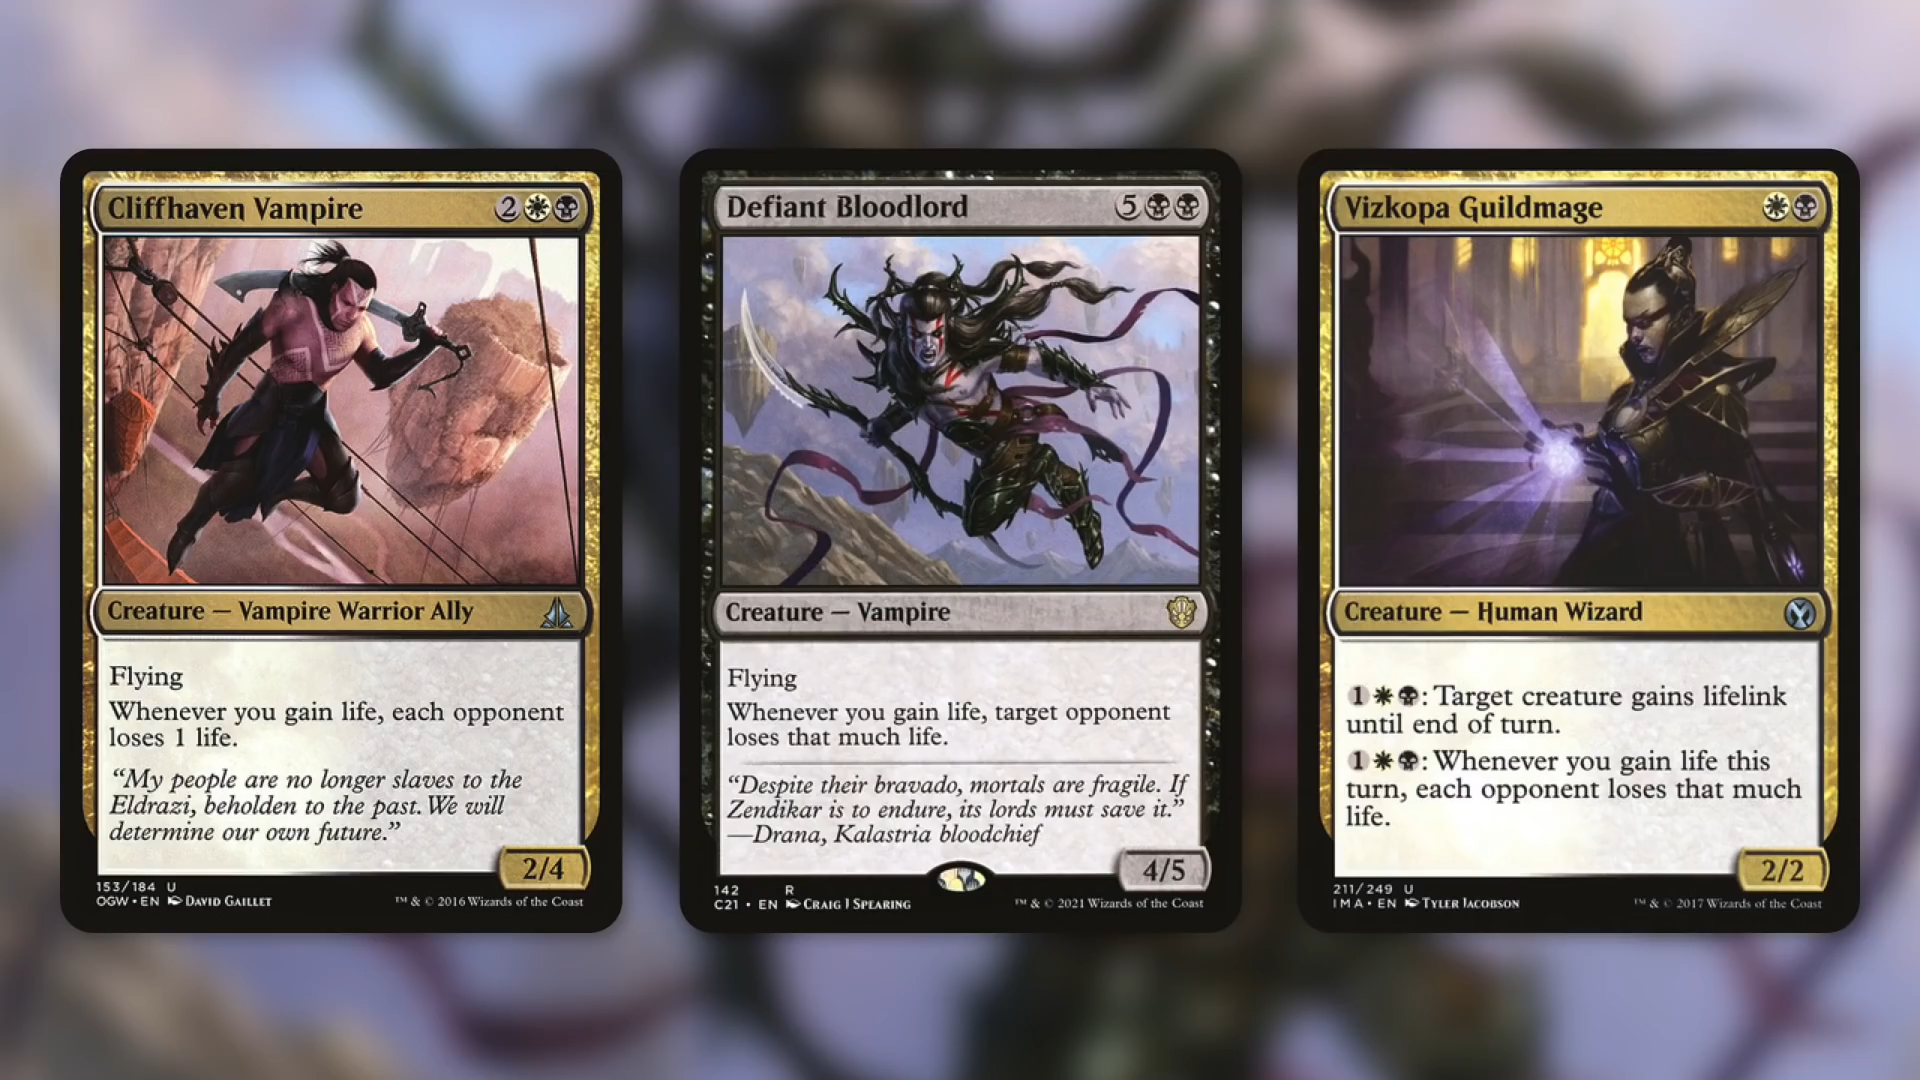 Cliffhaven Vampire 2
Creature — Vampire Warrior Ally
Flying
Whenever you gain life, each opponent
loses 1 life.
“My people are no longer slaves to the
Eldrazi, beholden to the past. We will
determine our own future.”
2/4
153/184 U
OGW • EN DAVID GAILLET
™ & © 2016 Wizards of the Coast
Defiant Bloodlord 5
Creature — Vampire
Flying
Whenever you gain life, target opponent
loses that much life.
“Despite their bravado, mortals are fragile. If
Zendikar is to endure, its lords must save it.”
—Drana, Kalastria bloodchief
4/5
142 R
C21 • EN CRAIG J SPEARING
™ & © 2021 Wizards of the Coast
Vizkopa Guildmage
Creature — Human Wizard
1 : Target creature gains lifelink
until end of turn.
1 : Whenever you gain life this
turn, each opponent loses that much
life.
2/2
211/249 U
IMA • EN TYLER JACOBSON
™ & © 2017 Wizards of the Coast